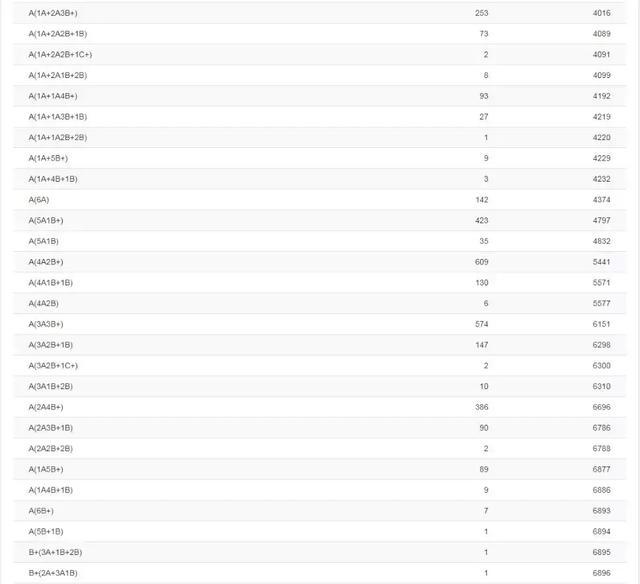 A(1A+2A3B+) 253 4016
A(1A+2A2B+1B) 73 4089
A(1A+2A2B+1C+) 2 4091
A(1A+2A1B+2B) 8 4099
A(1A+1A4B+) 93 4192
A(1A+1A3B+1B) 27 4219
A(1A+1A2B+2B) 1 4220
A(1A+5B+) 9 4229
A(1A+4B+1B) 3 4232
A(6A) 142 4374
A(5A1B+) 423 4797
A(5A1B) 35 4832
A(4A2B+) 609 5441
A(4A1B+1B) 130 5571
A(4A2B) 6 5577
A(3A3B+) 574 6151
A(3A2B+1B) 147 6298
A(3A2B+1C+) 2 6300
A(3A1B+2B) 10 6310
A(2A4B+) 386 6696
A(2A3B+1B) 90 6786
A(2A2B+2B) 2 6788
A(1A5B+) 89 6877
A(1A4B+1B) 9 6886
A(6B+) 7 6893
A(5B+1B) 1 6894
B+(3A+1B+2B) 1 6895
B+(2A+3A1B) 1 6896